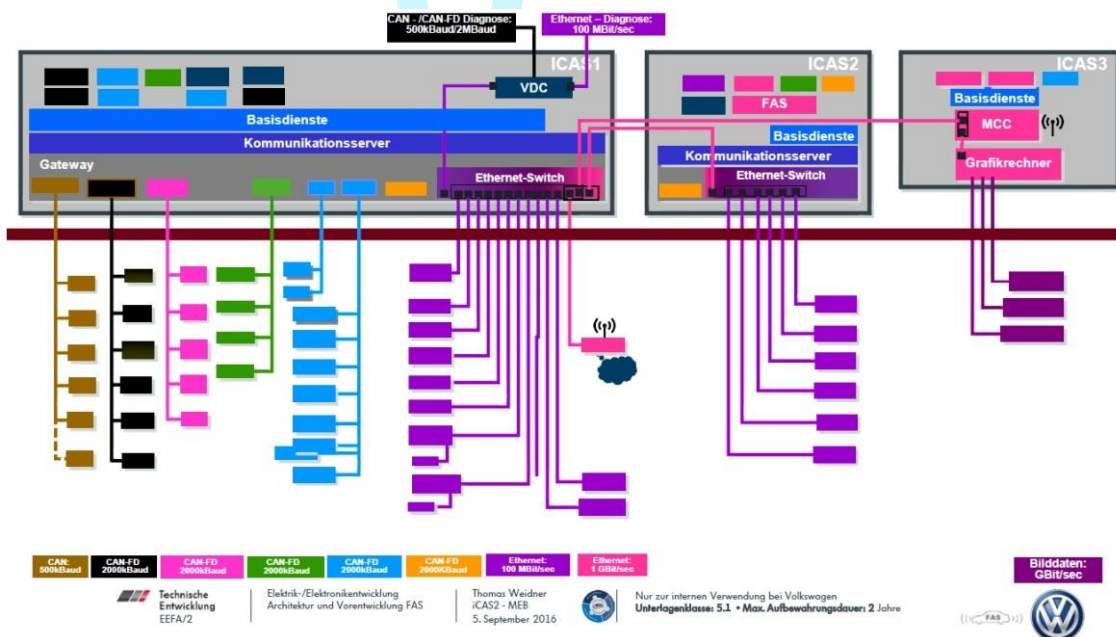 CAN - /CAN-FD Diagnose:
500kBaud/2MBaud
Ethernet – Diagnose:
100 MBit/sec
ICAS1
VDC
Basisdienste
Kommunikationsserver
Gateway
Ethernet-Switch
ICAS2
FAS
Basisdienste
Kommunikationsserver
Ethernet-Switch
ICAS3
Basisdienste
MCC
Grafikrechner
CAN:
500kBaud
CAN-FD
2000kBaud
CAN-FD
2000kBaud
CAN-FD
2000kBaud
CAN-FD
2000kBaud
CAN-FD
2000KBaud
Ethernet:
100 MBit/sec
Ethernet:
1 GBit/sec
Bilddaten:
GBit/sec
Technische
Entwicklung
EEFA/2
Elektrik-/Elektronikentwicklung
Architektur und Vorentwicklung FAS
Thomas Weidner
iCAS2 - MEB
5. September 2016
Nur zur internen Verwendung bei Volkswagen
Unterlagenklasse: 5.1 • Max. Aufbewahrungsdauer: 2 Jahre
FAS